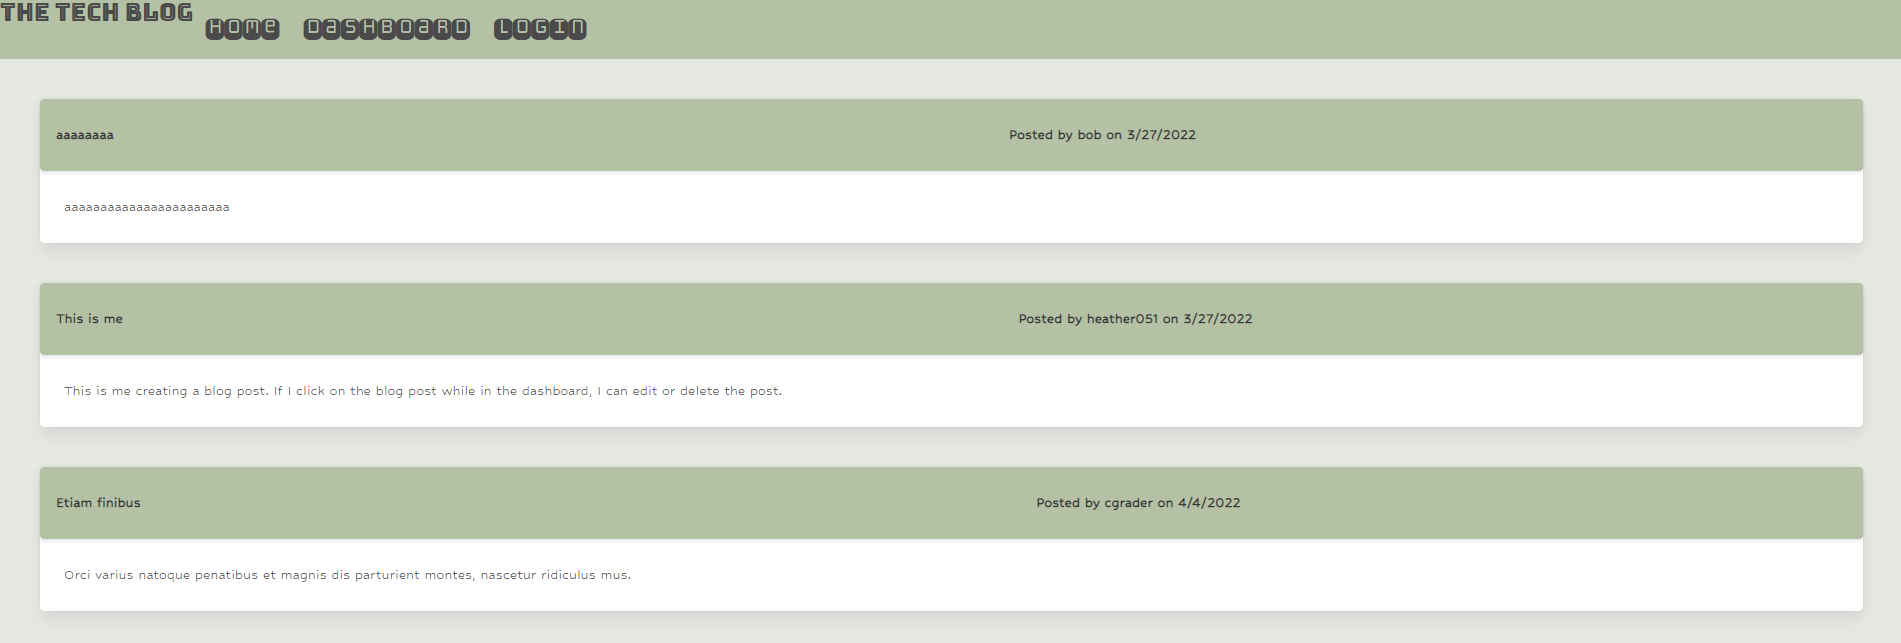 THE TECH BLOG
Home Dashboard Login
aaaaaaaa Posted by bob on 3/27/2022
aaaaaaaaaaaaaaaaaaaaaaa
This is me Posted by heather051 on 3/27/2022
This is me creating a blog post. If I click on the blog post while in the dashboard, I can edit or delete the post.
Etiam finibus Posted by cgrader on 4/4/2022
Orci varius natoque penatibus et magnis dis parturient montes, nascetur ridiculus mus.